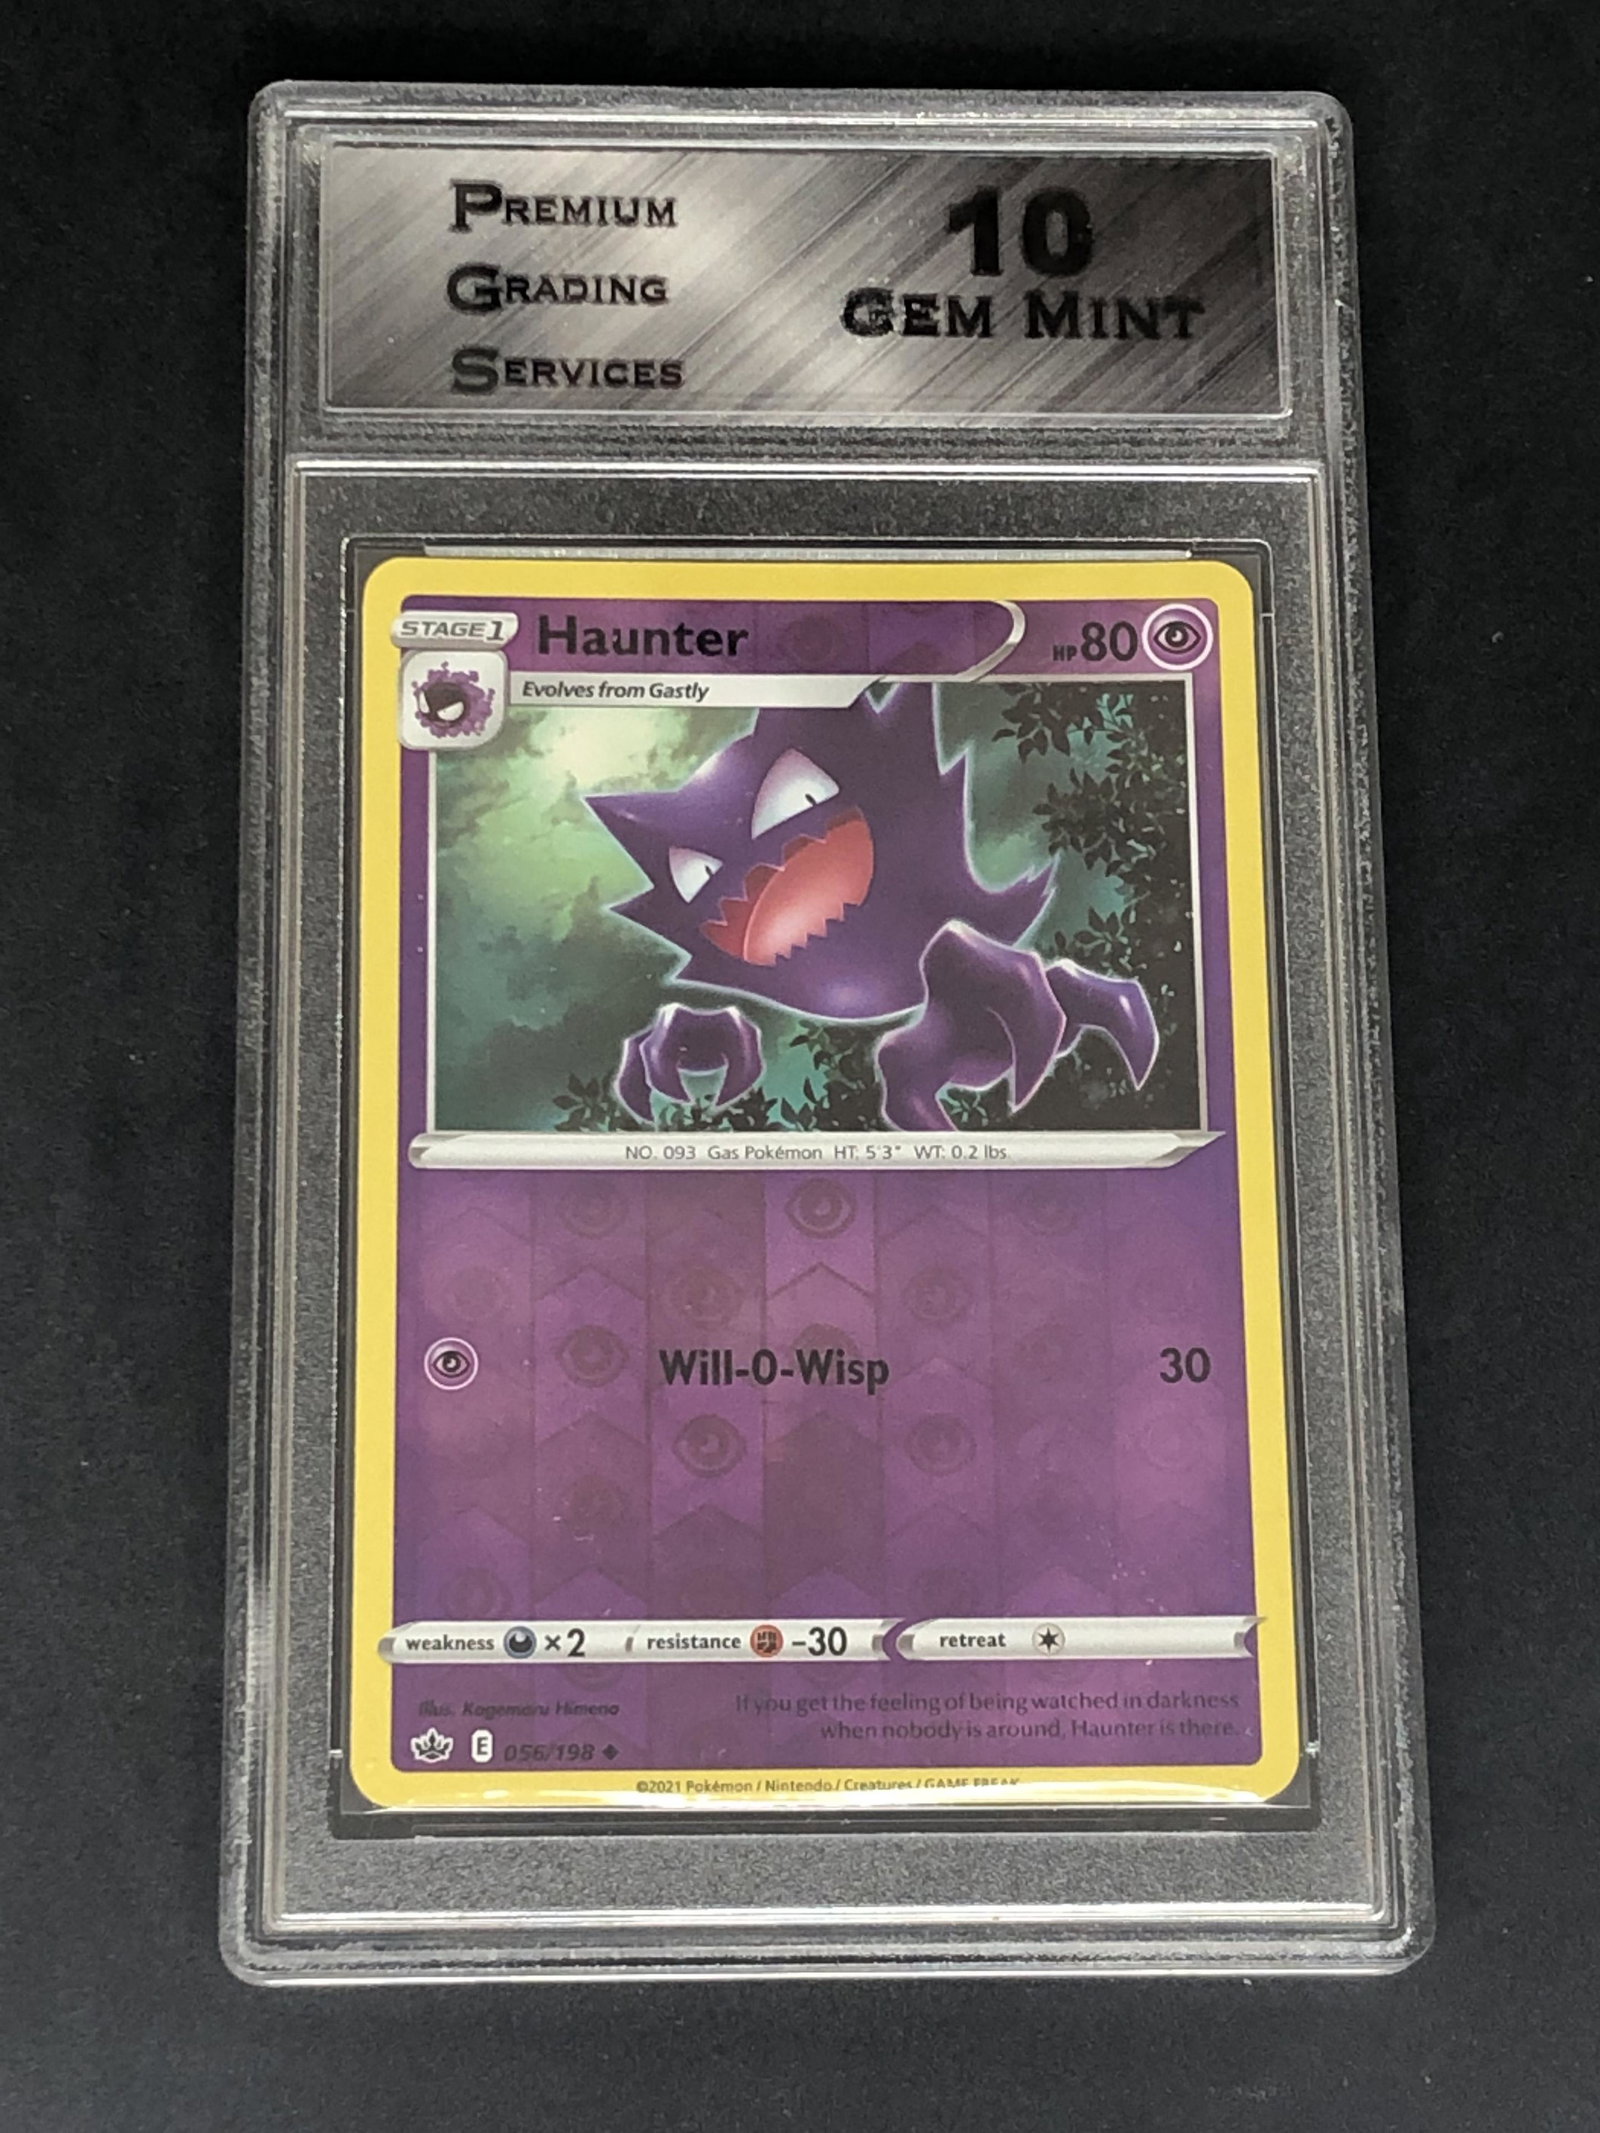 PREMIUM
GRADING
SERVICES
10
GEM MINT
STAGE 1
Haunter
HP 80
Evolves from Gastly
NO. 093 Gas Pokémon HT: 5'3" WT: 0.2 lbs.
Will-O-Wisp 30
weakness ×2 resistance -30 retreat
Illus. Kagemaru Himeno
If you get the feeling of being watched in darkness
when nobody is around, Haunter is there.
E 056/198
©2021 Pokémon / Nintendo / Creatures / GAME FREAK